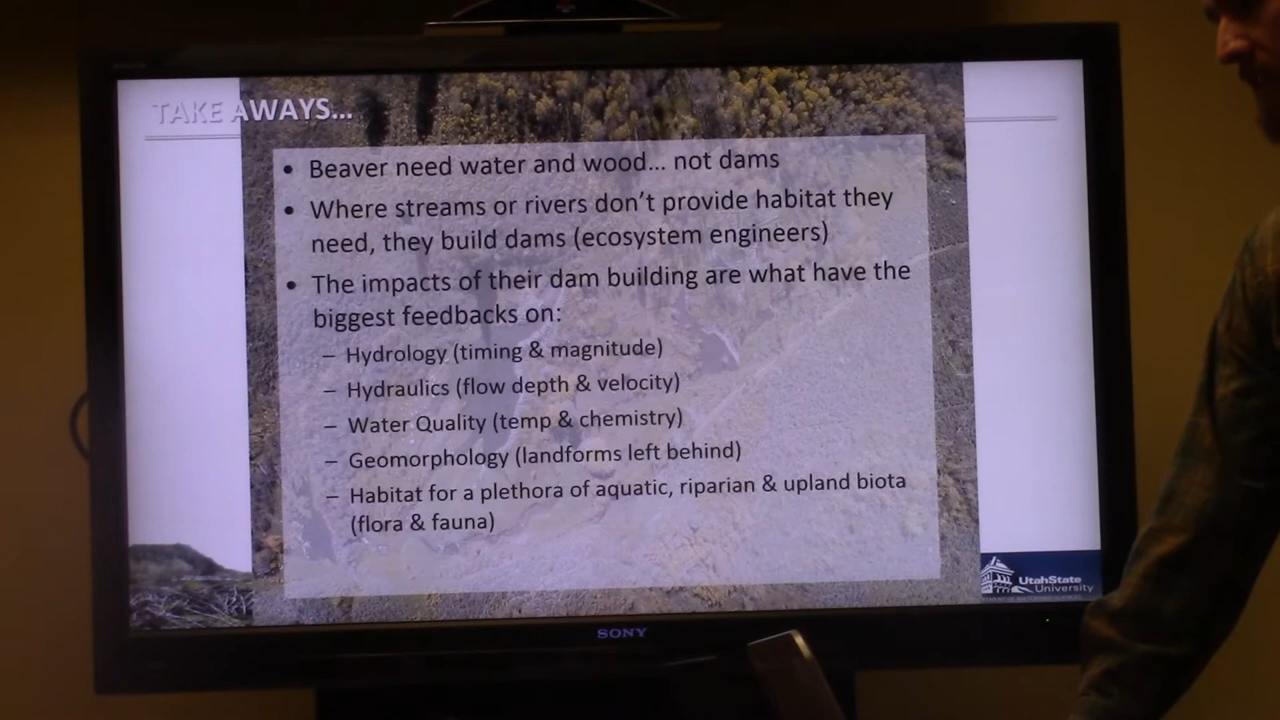 TAKE AWAYS...
• Beaver need water and wood... not dams
• Where streams or rivers don't provide habitat they
need, they build dams (ecosystem engineers)
• The impacts of their dam building are what have the
biggest feedbacks on:
– Hydrology (timing & magnitude)
– Hydraulics (flow depth & velocity)
– Water Quality (temp & chemistry)
– Geomorphology (landforms left behind)
– Habitat for a plethora of aquatic, riparian & upland biota
(flora & fauna)
UtahState
University
SONY